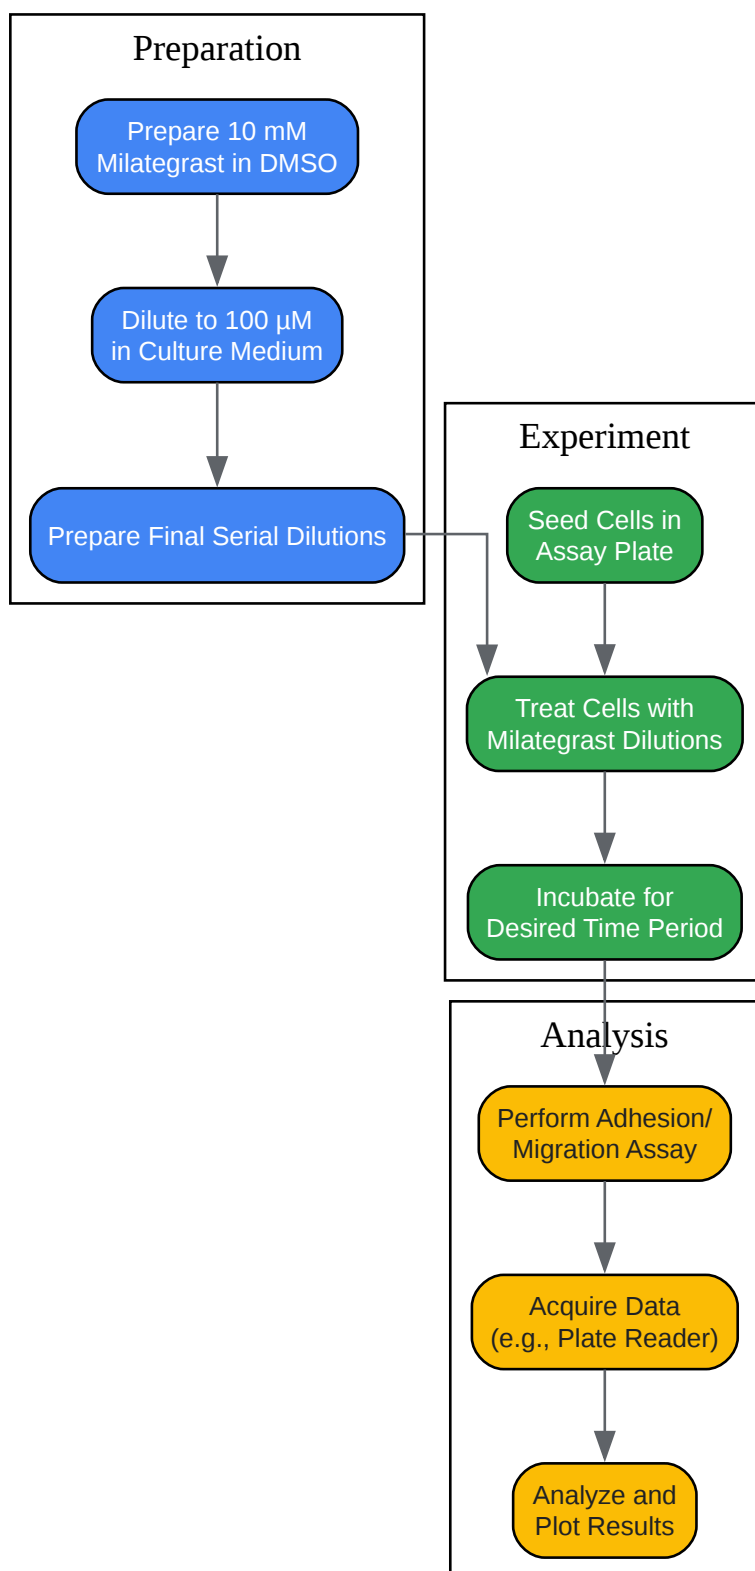 Preparation
Prepare 10 mM
Milategrast in DMSO
Dilute to 100 µM
in Culture Medium
Prepare Final Serial Dilutions
Experiment
Seed Cells in
Assay Plate
Treat Cells with
Milategrast Dilutions
Incubate for
Desired Time Period
Analysis
Perform Adhesion/
Migration Assay
Acquire Data
(e.g., Plate Reader)
Analyze and
Plot Results